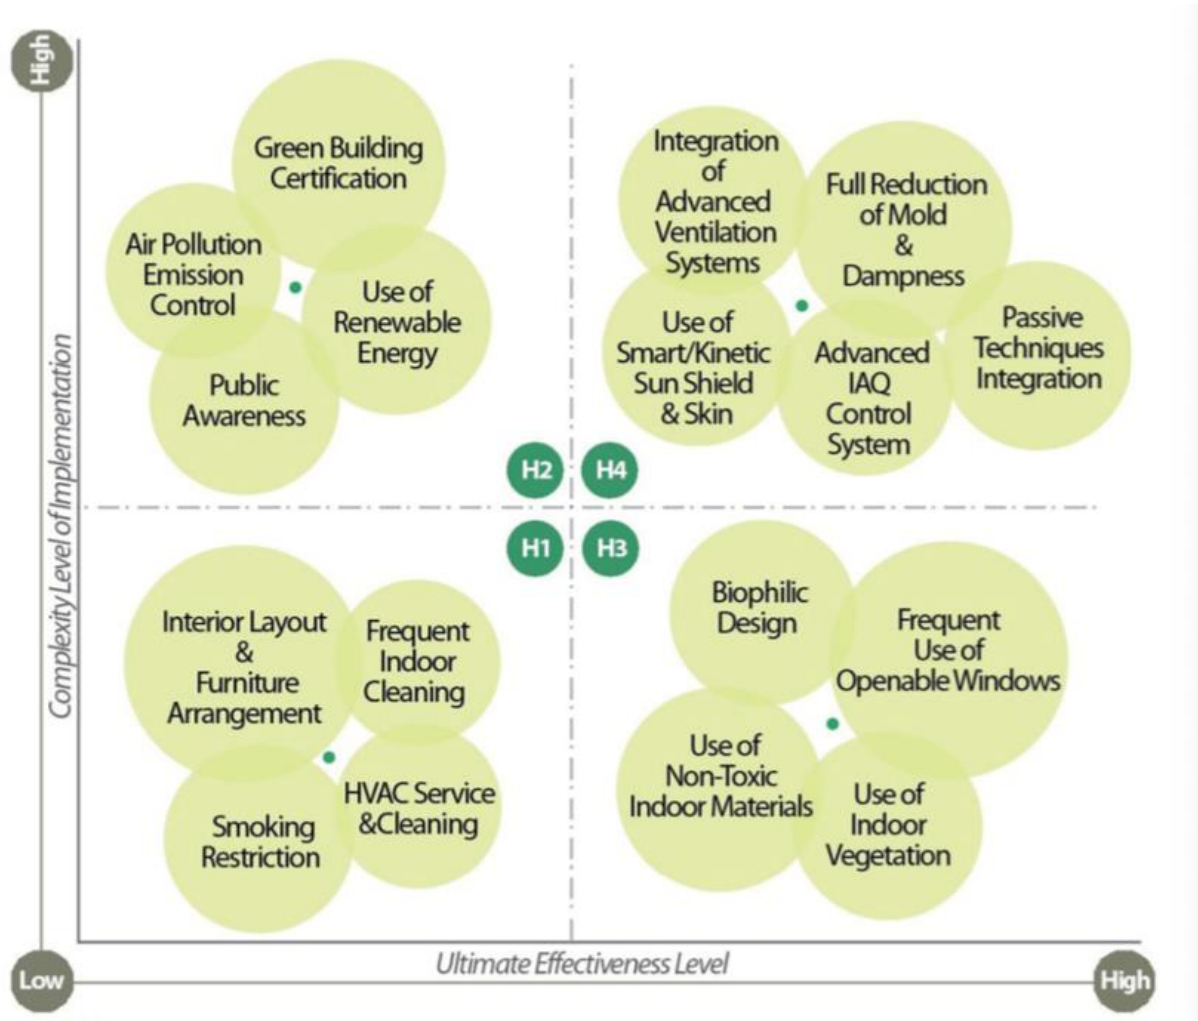 High
Green Building
Certification
Air Pollution
Emission
Control
Use of
Renewable
Energy
Public
Awareness
Integration
of
Advanced
Ventilation
Systems
Full Reduction
of Mold
&
Dampness
Use of
Smart/Kinetic
Sun Shield
& Skin
Advanced
IAQ
Control
System
Passive
Techniques
Integration
H2
H4
H1
H3
Complexity Level of Implementation
Interior Layout
&
Furniture
Arrangement
Frequent
Indoor
Cleaning
Smoking
Restriction
HVAC Service
&Cleaning
Biophilic
Design
Frequent
Use of
Openable Windows
Use of
Non-Toxic
Indoor Materials
Use of
Indoor
Vegetation
Ultimate Effectiveness Level
Low
High